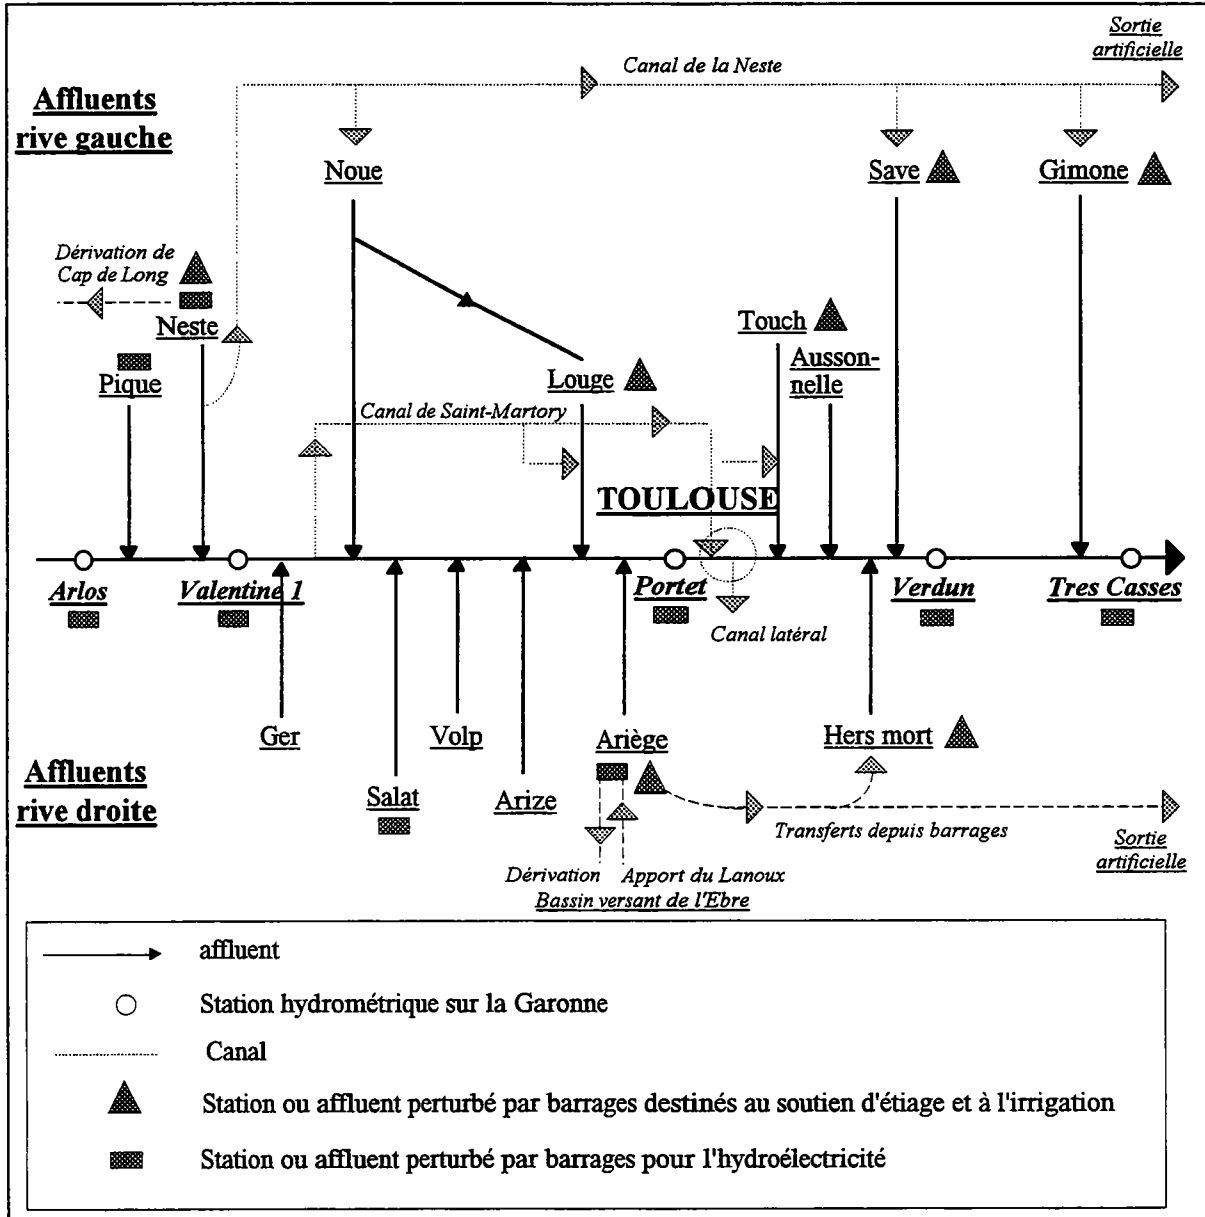 Sortie
artificielle
Canal de la Neste
Affluents
rive gauche
Noue
Save
Gimone
Dérivation de
Cap de Long
Neste
Touch
Pique
Ausson-
nelle
Louge
Canal de Saint-Martory
TOULOUSE
Arlos
Valentine 1
Portet
Verdun
Tres Casses
Canal latéral
Ger
Volp
Ariège
Hers mort
Affluents
rive droite
Salat
Arize
Transferts depuis barrages
Sortie
artificielle
Dérivation
Apport du Lanoux
Bassin versant de l'Ebre
affluent
Station hydrométrique sur la Garonne
Canal
Station ou affluent perturbé par barrages destinés au soutien d'étiage et à l'irrigation
Station ou affluent perturbé par barrages pour l'hydroélectricité